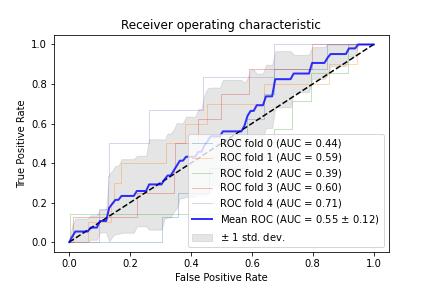 Receiver operating characteristic
1.0
0.8
0.6
0.4
0.2
0.0
True Positive Rate
ROC fold 0 (AUC = 0.44)
ROC fold 1 (AUC = 0.59)
ROC fold 2 (AUC = 0.39)
ROC fold 3 (AUC = 0.60)
ROC fold 4 (AUC = 0.71)
Mean ROC (AUC = 0.55 ± 0.12)
± 1 std. dev.
0.0 0.2 0.4 0.6 0.8 1.0
False Positive Rate